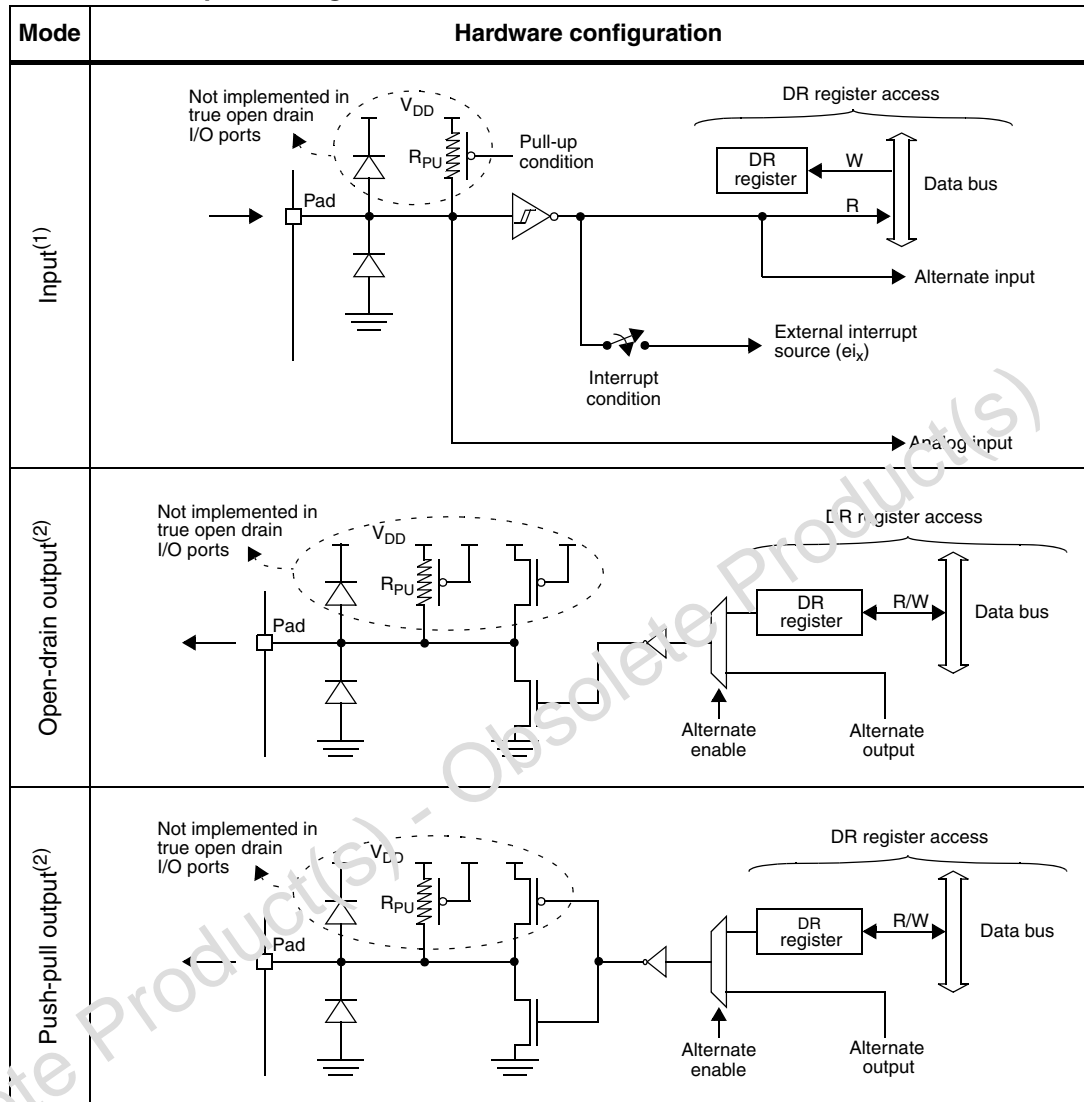 Mode
Hardware configuration
Input(1)
Not implemented in
true open drain
I/O ports
VDD
RPU
Pull-up
condition
Pad
DR register access
DR
register
W
R
Data bus
Alternate input
External interrupt
source (eix)
Interrupt
condition
Analog input
Open-drain output(2)
Not implemented in
true open drain
I/O ports
VDD
RPU
Pad
DR register access
DR
register
R/W
Data bus
Alternate
enable
Alternate
output
Push-pull output(2)
Not implemented in
true open drain
I/O ports
VDD
RPU
Pad
DR register access
DR
register
R/W
Data bus
Alternate
enable
Alternate
output
Product(s) - Obsolete Product(s)